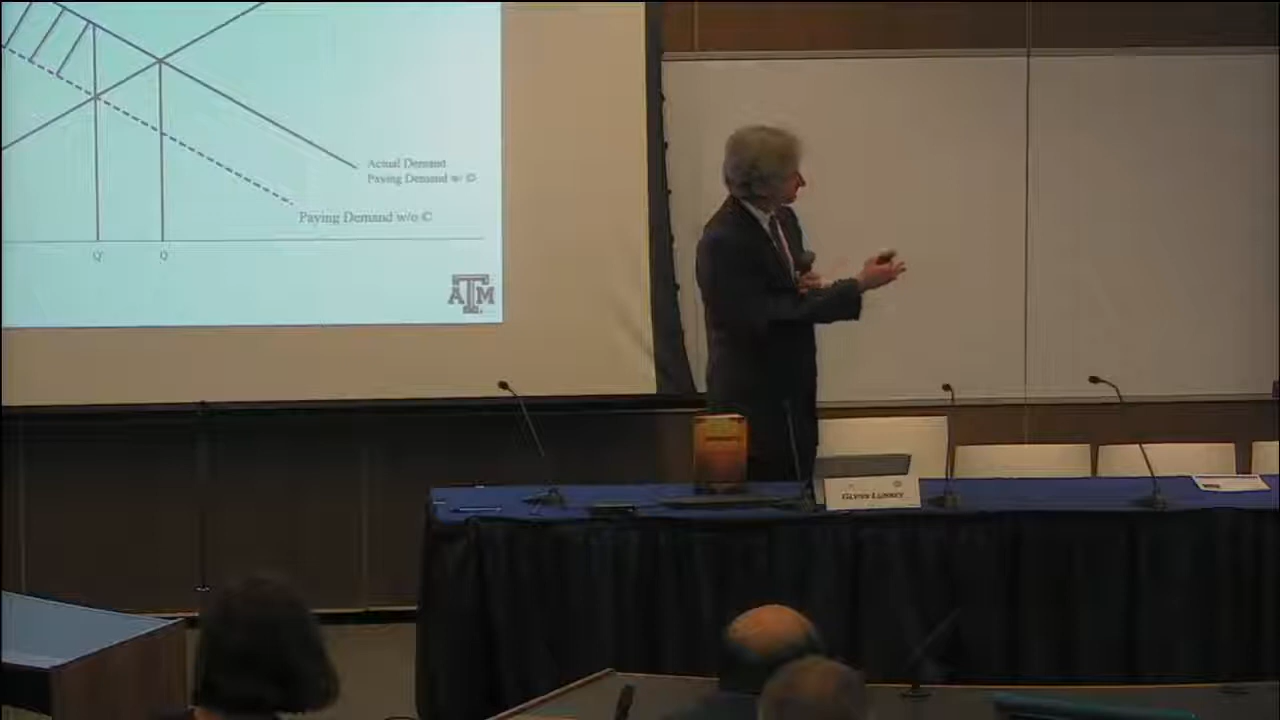 Actual Demand
Paying Demand w/ ©
Paying Demand w/o ©
Q'
Q
ATM
GLYNN LUNNEY